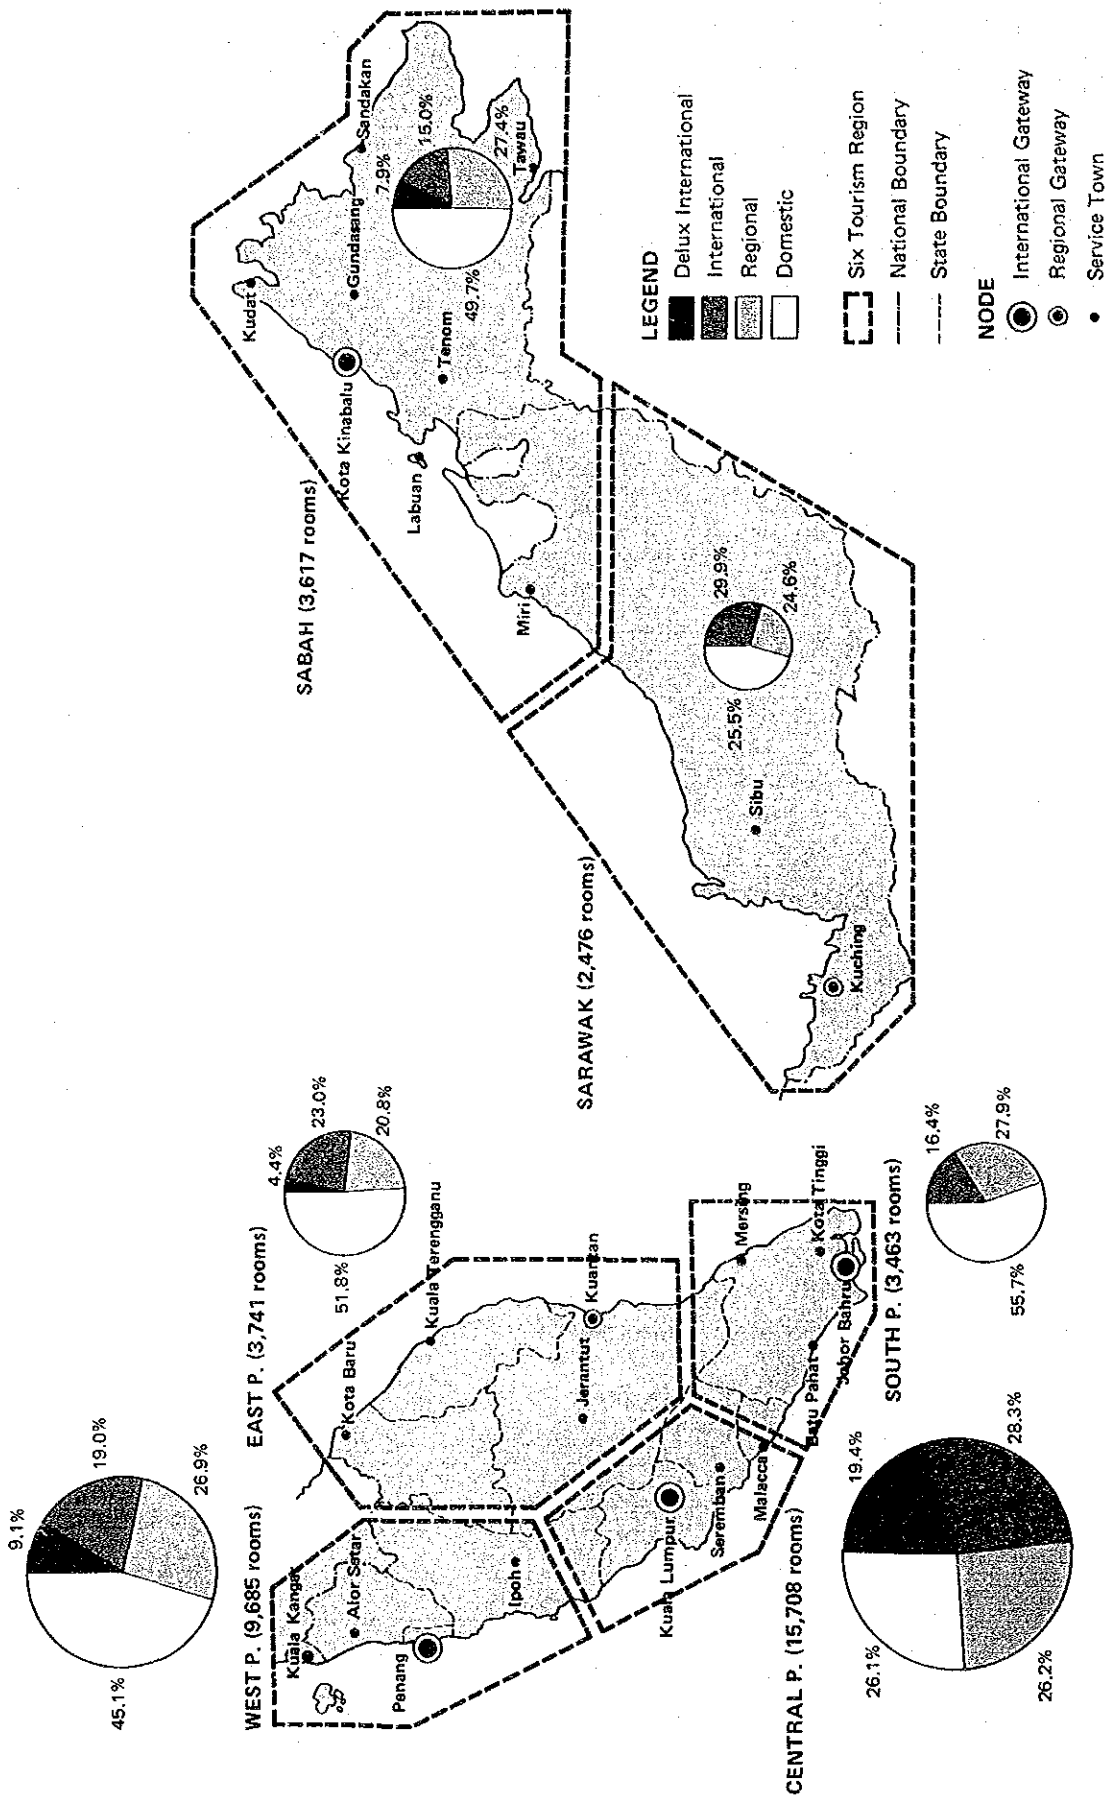 9.1%
19.0%
26.9%
45.1%
WEST P. (9,685 rooms)
Kuala Kangar
Alor Setar
Penang
Ipoh
EAST P. (3,741 rooms)
4.4%
23.0%
20.8%
51.8%
Kota Baru
Kuala Terengganu
Kuantan
Jerantut
CENTRAL P. (15,708 rooms)
Kuala Lumpur
Seremban
Malacca
19.4%
28.3%
26.2%
26.1%
SOUTH P. (3,463 rooms)
Mersing
Kota Tinggi
Johor Bahru
Batu Pahat
16.4%
27.9%
55.7%
SARAWAK (2,476 rooms)
Kuching
Sibu
29.9%
24.6%
25.5%
SABAH (3,617 rooms)
Kudat
Kota Kinabalu
Gundasang
Sandakan
Labuan
Tenom
Miri
Tawau
7.9%
15.0%
27.4%
49.7%
LEGEND
Delux International
International
Regional
Domestic
Six Tourism Region
National Boundary
State Boundary
NODE
International Gateway
Regional Gateway
Service Town